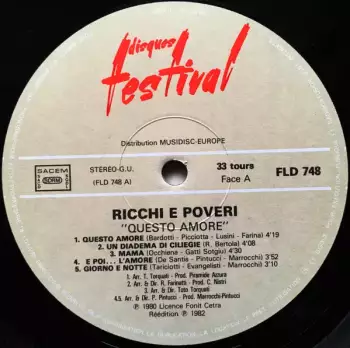 disques
festival
Distribution MUSIDISC-EUROPE
SACEM
SDRM
STÉRÉO-G.U.
(FLD 748 A)
33 tours
Face A
FLD 748
RICCHI E POVERI
"QUESTO AMORE"
1. QUESTO AMORE (Bardotti - Picciotta - Lusini - Farina) 4'19
2. UN DIADEMA DI CILIEGIE (R. Bertola) 4'08
3. MAMA (Occhiena - Gatti Sotgiu) 4'30
4. E POI... L'AMORE (De Santis - Pintucci - Marrocchi) 3'52
5. GIORNO E NOTTE (Tariciotti - Evangelisti - Marrocchi) 3'10
1. Arr. T. Torquati - Prod. Piramide Azzura
2. Arr. & Dir. R. Farinatti - Prod. C. Nistri
3. Arr. & Dir. Toto Torquati
4.5. Arr. & Dir. P. Pintucci - Prod. Marrocchi-Pintucci
℗ 1980 Licence Fonit Cetra
Réédition ℗ 1982